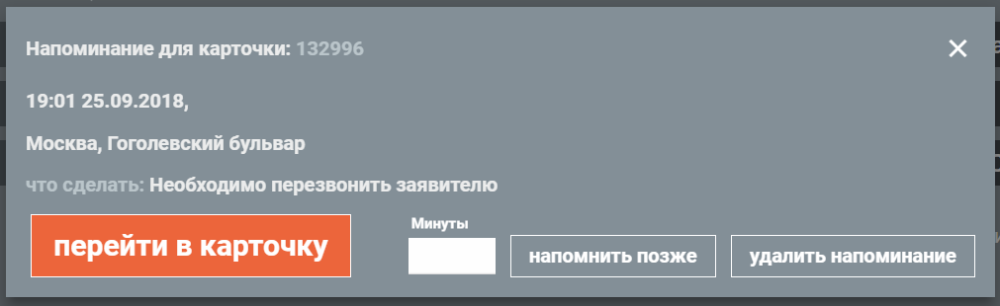 Напоминание для карточки: 132996
19:01 25.09.2018,
Москва, Гоголевский бульвар
что сделать: Необходимо перезвонить заявителю
Минуты
перейти в карточку
напомнить позже
удалить напоминание